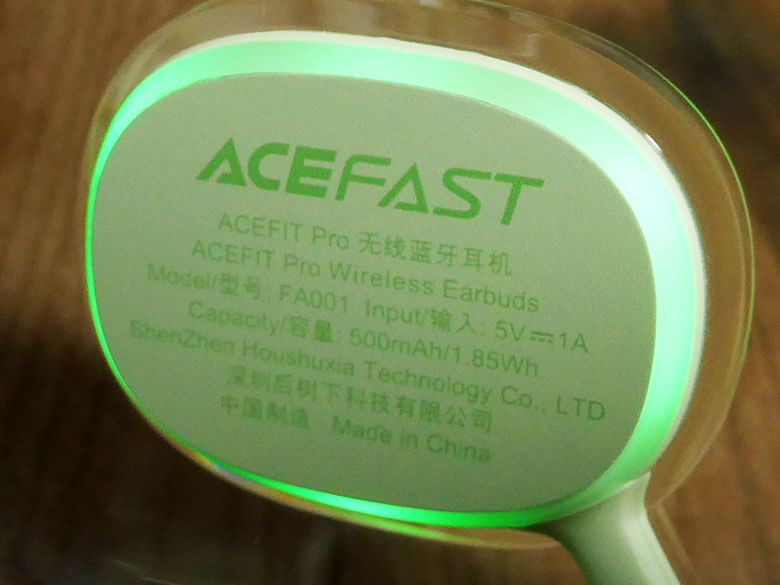 ACEFAST
ACEFIT Pro 无线蓝牙耳机
ACEFIT Pro Wireless Earbuds
Model/型号: FA001 Input/输入: 5V⎓1A
Capacity/容量: 500mAh/1.85Wh
ShenZhen Houshuxia Technology Co., LTD
深圳后树下科技有限公司
中国制造 Made in China